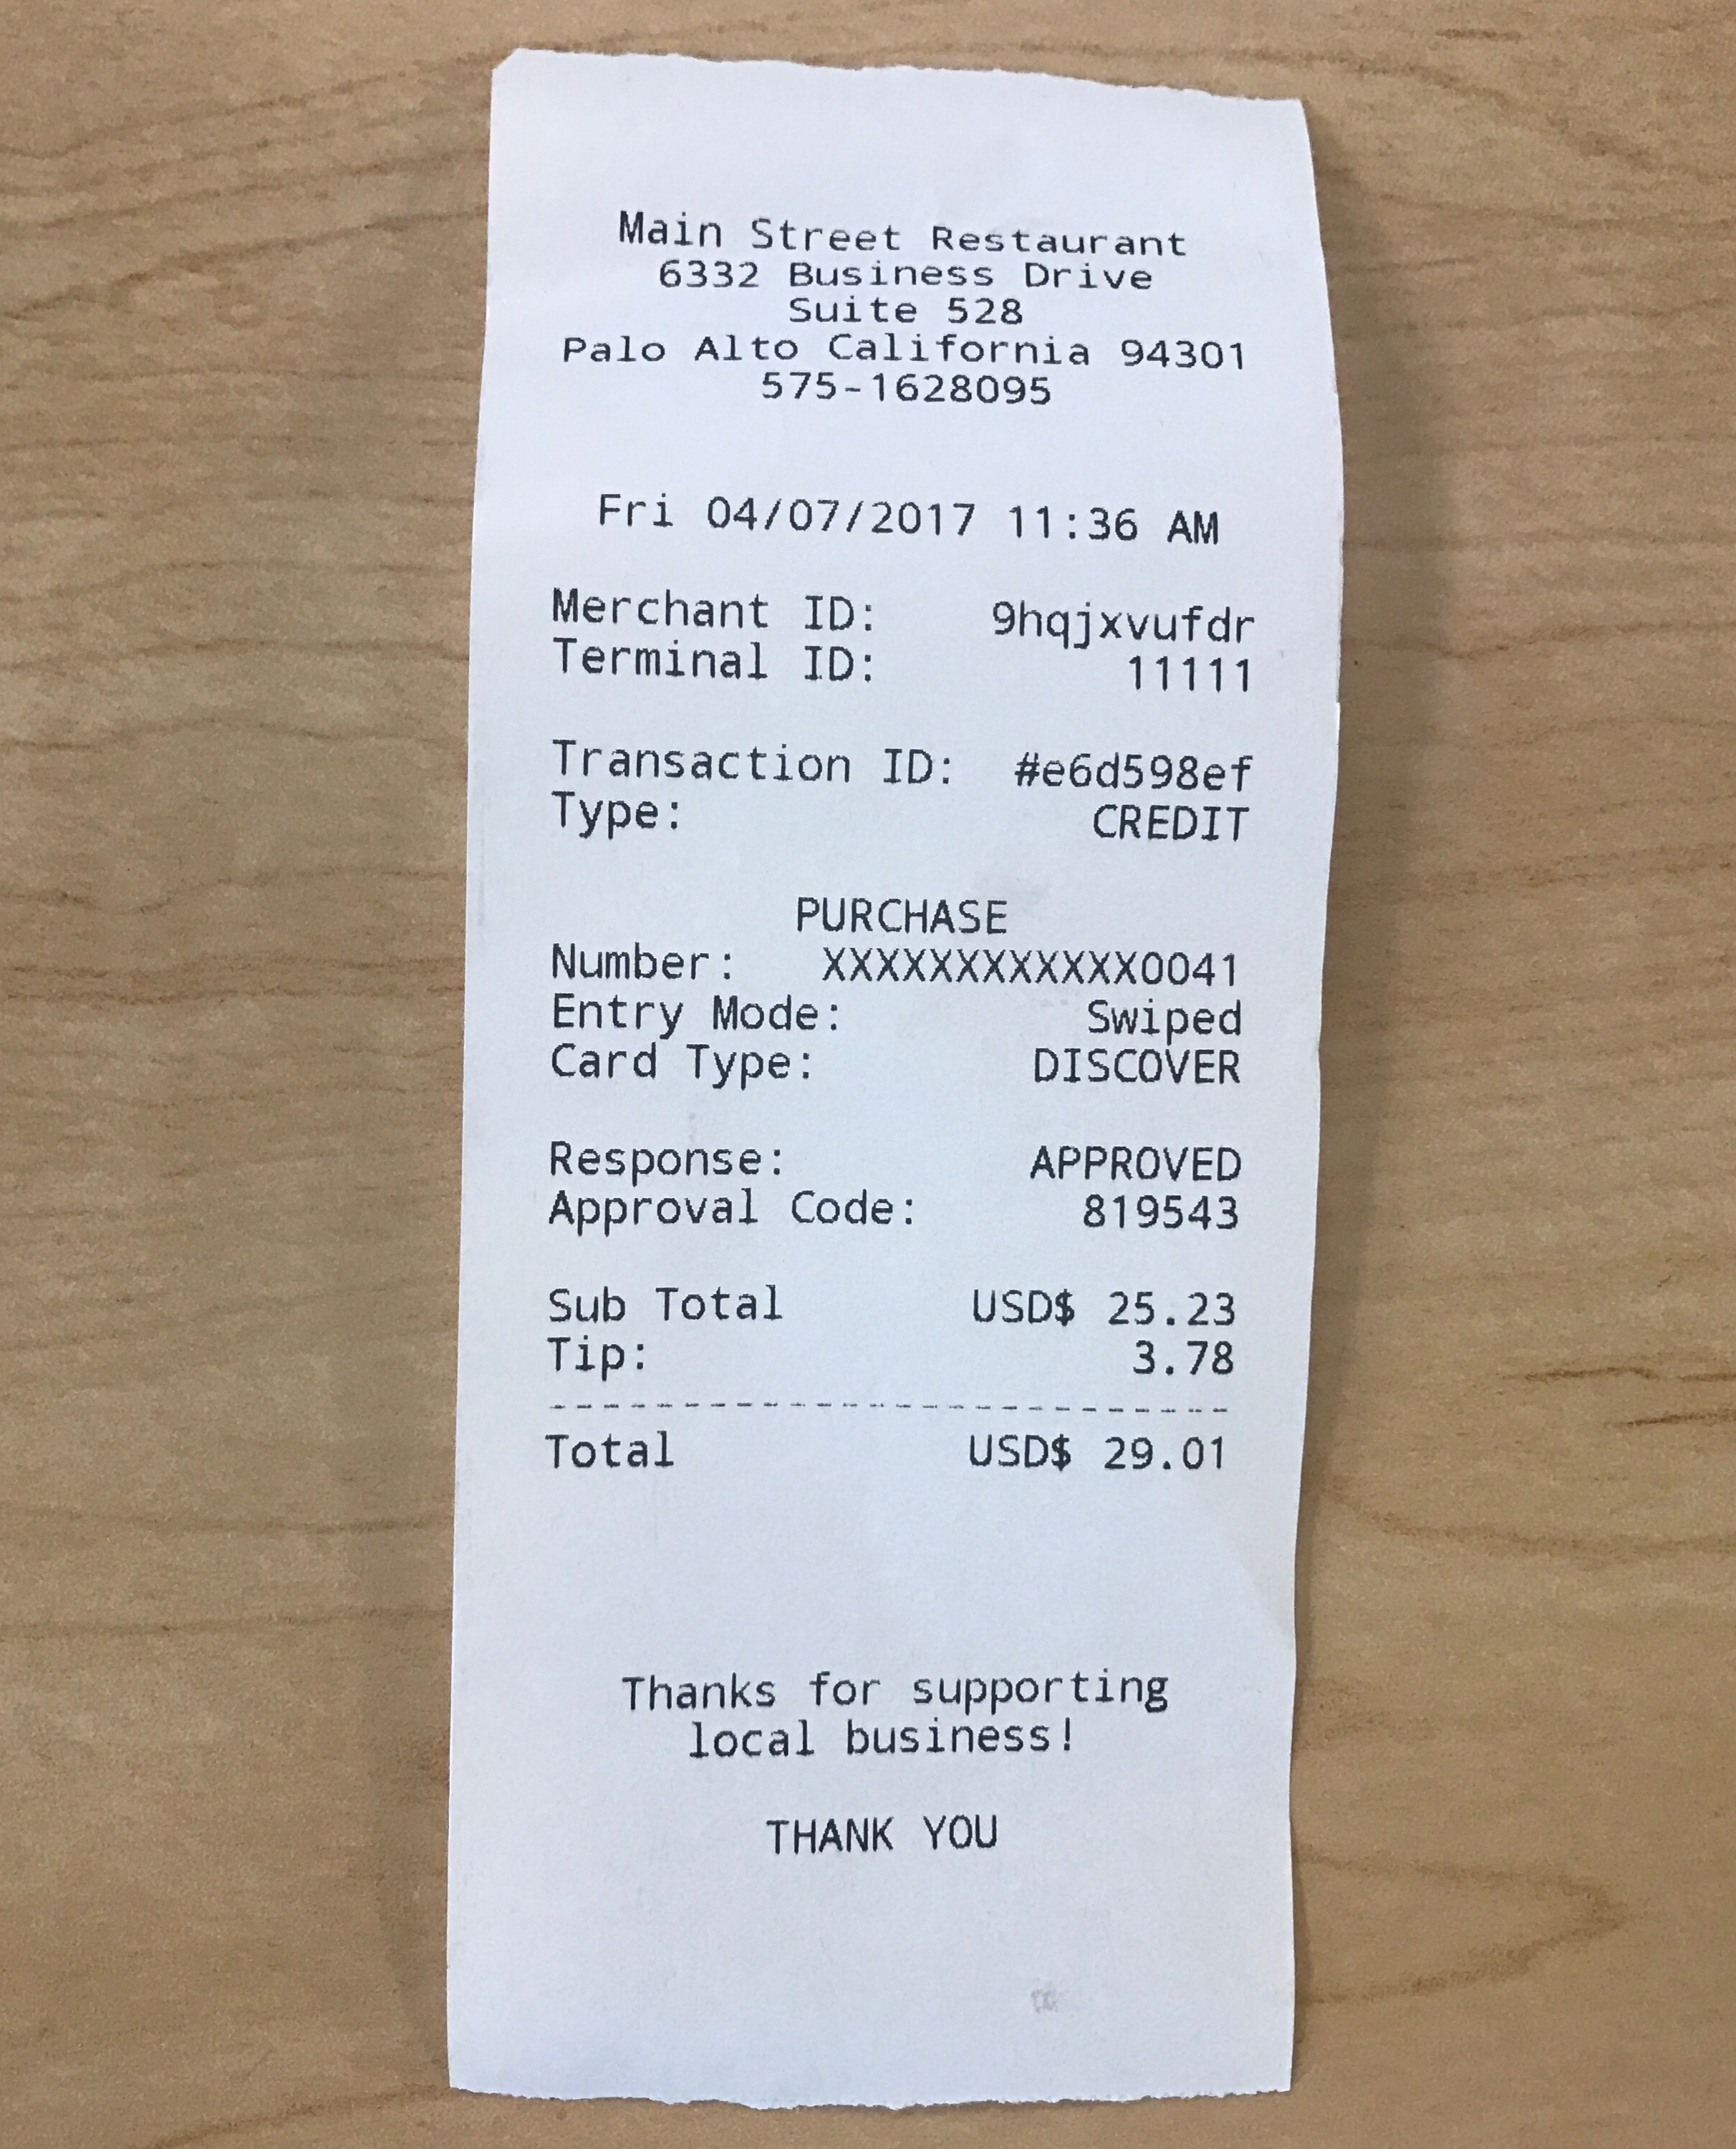 Main Street Restaurant
6332 Business Drive
Suite 528
Palo Alto California 94301
575-1628095
Fri 04/07/2017 11:36 AM
Merchant ID: 9hqjxvufdr
Terminal ID: 11111
Transaction ID: #e6d598ef
Type: CREDIT
PURCHASE
Number: XXXXXXXXXXXX0041
Entry Mode: Swiped
Card Type: DISCOVER
Response: APPROVED
Approval Code: 819543
Sub Total USD$ 25.23
Tip: 3.78
--------------------------
Total USD$ 29.01
Thanks for supporting
local business!
THANK YOU